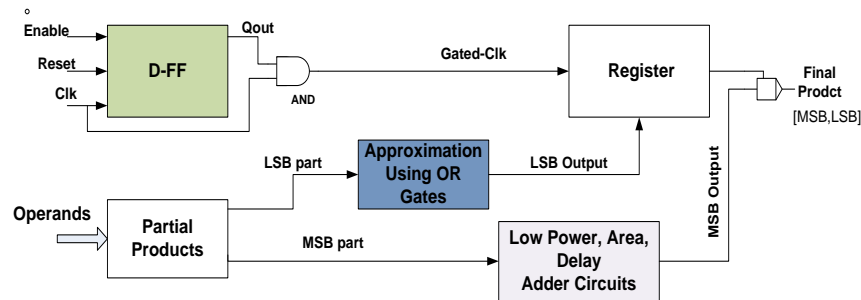 Enable
Reset
Clk
D-FF
Qout
AND
Gated-Clk
Register
Final
Prodct
[MSB,LSB]
LSB part
Approximation
Using OR
Gates
LSB Output
MSB Output
Operands
Partial
Products
MSB part
Low Power, Area,
Delay
Adder Circuits